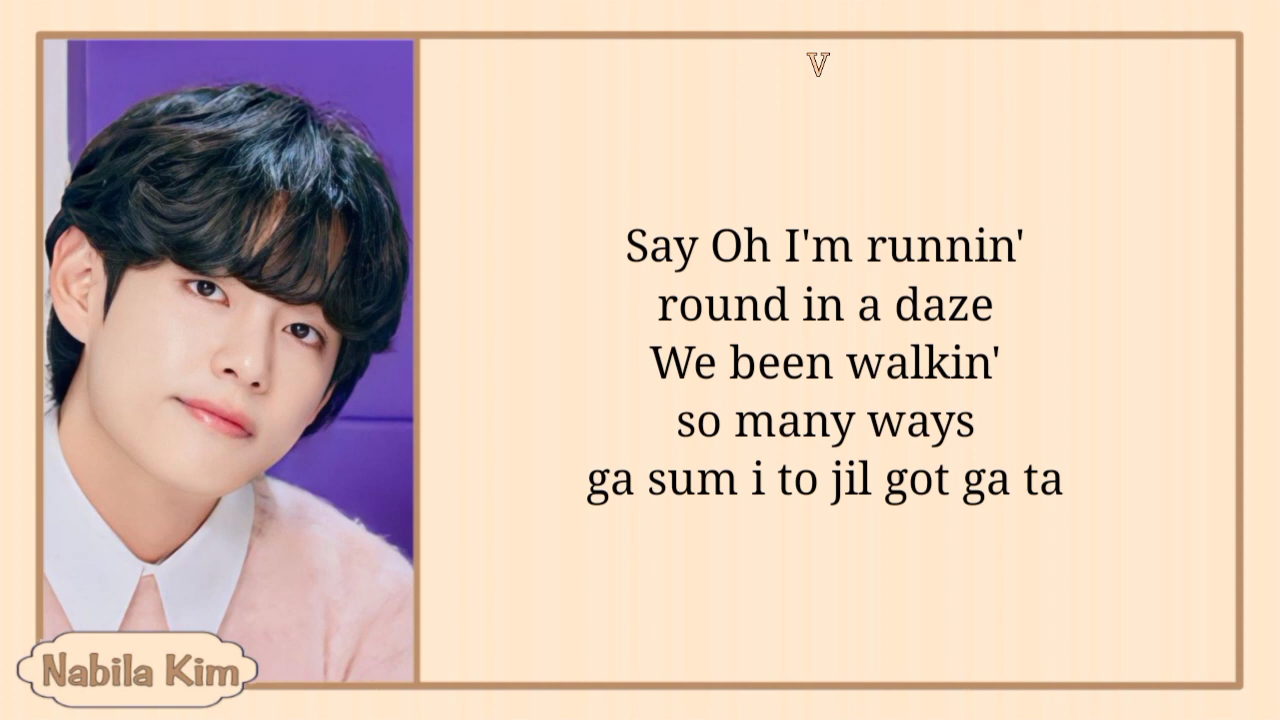 V
Say Oh I'm runnin'
round in a daze
We been walkin'
so many ways
ga sum i to jil got ga ta
Nabila Kim